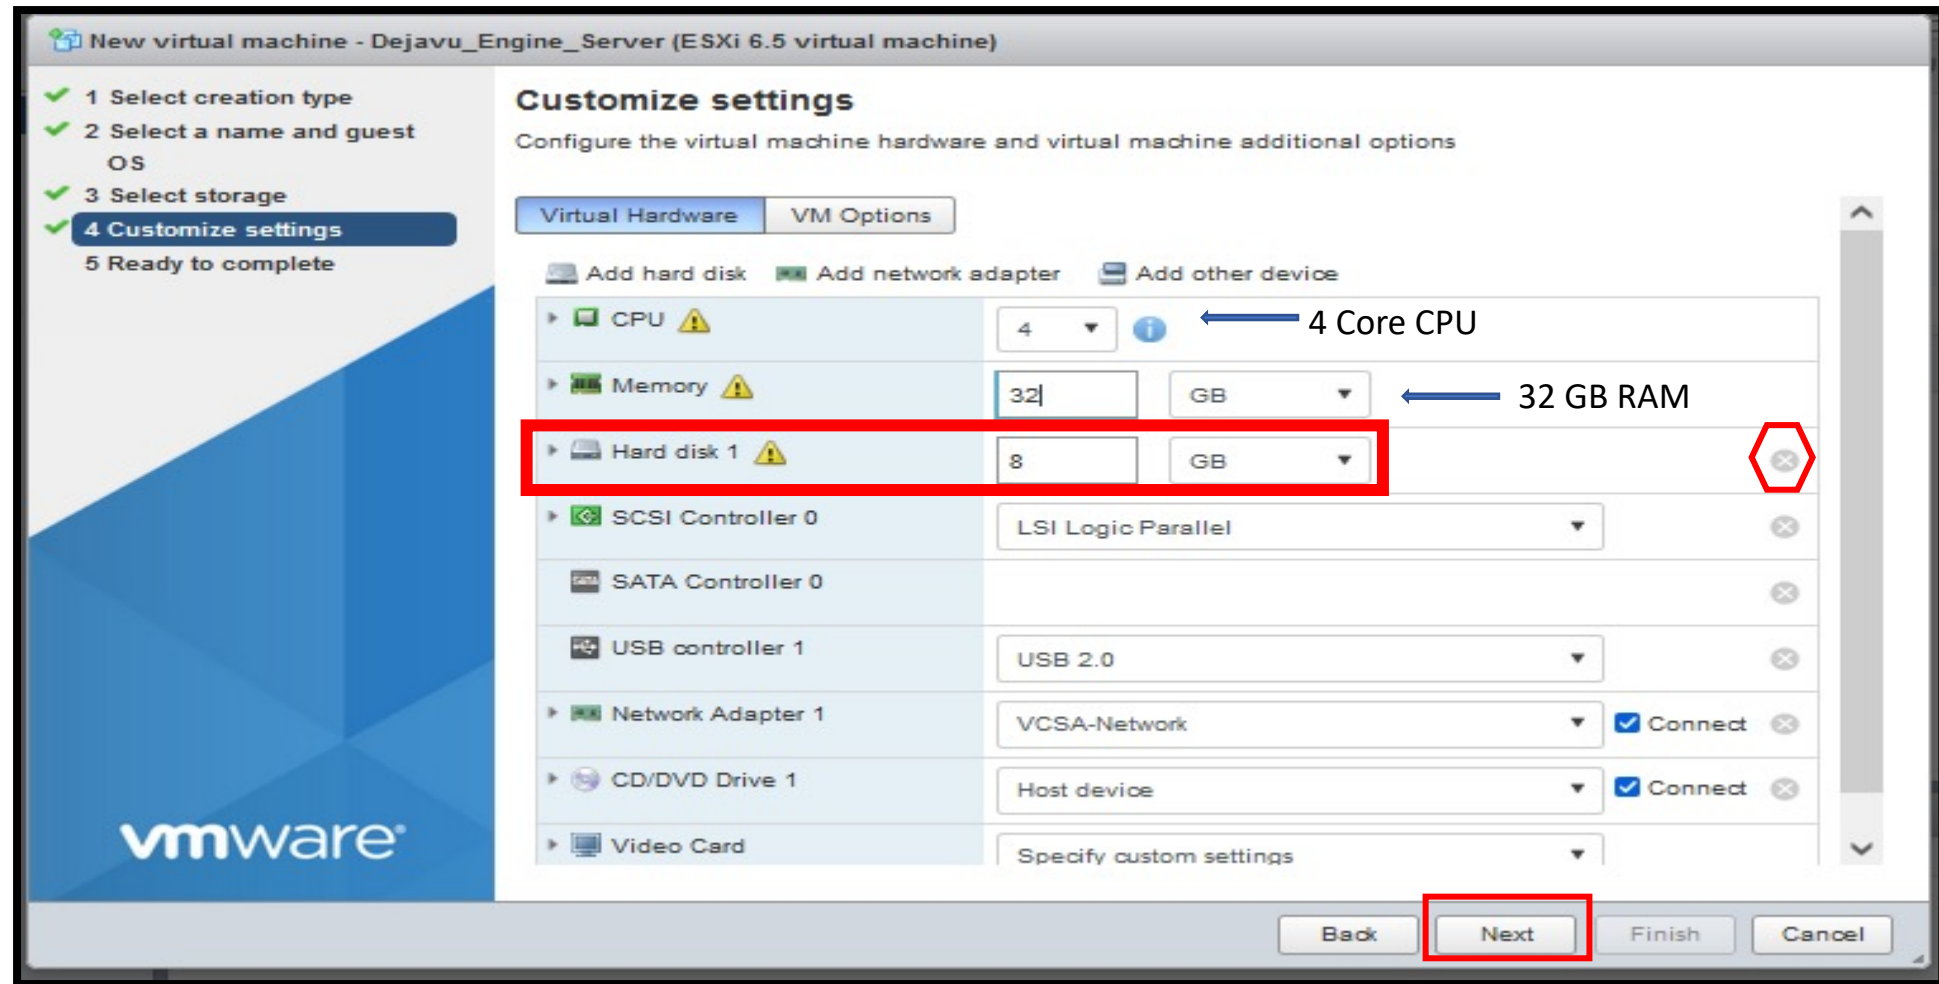 New virtual machine - Dejavu_Engine_Server (ESXi 6.5 virtual machine)
1 Select creation type
2 Select a name and guest
OS
3 Select storage
4 Customize settings
5 Ready to complete
vmware
Customize settings
Configure the virtual machine hardware and virtual machine additional options
Virtual Hardware VM Options
Add hard disk Add network adapter Add other device
CPU 4 4 Core CPU
Memory 32 GB 32 GB RAM
Hard disk 1 8 GB
SCSI Controller 0 LSI Logic Parallel
SATA Controller 0
USB controller 1 USB 2.0
Network Adapter 1 VCSA-Network Connect
CD/DVD Drive 1 Host device Connect
Video Card Specify custom settings
Back Next Finish Cancel